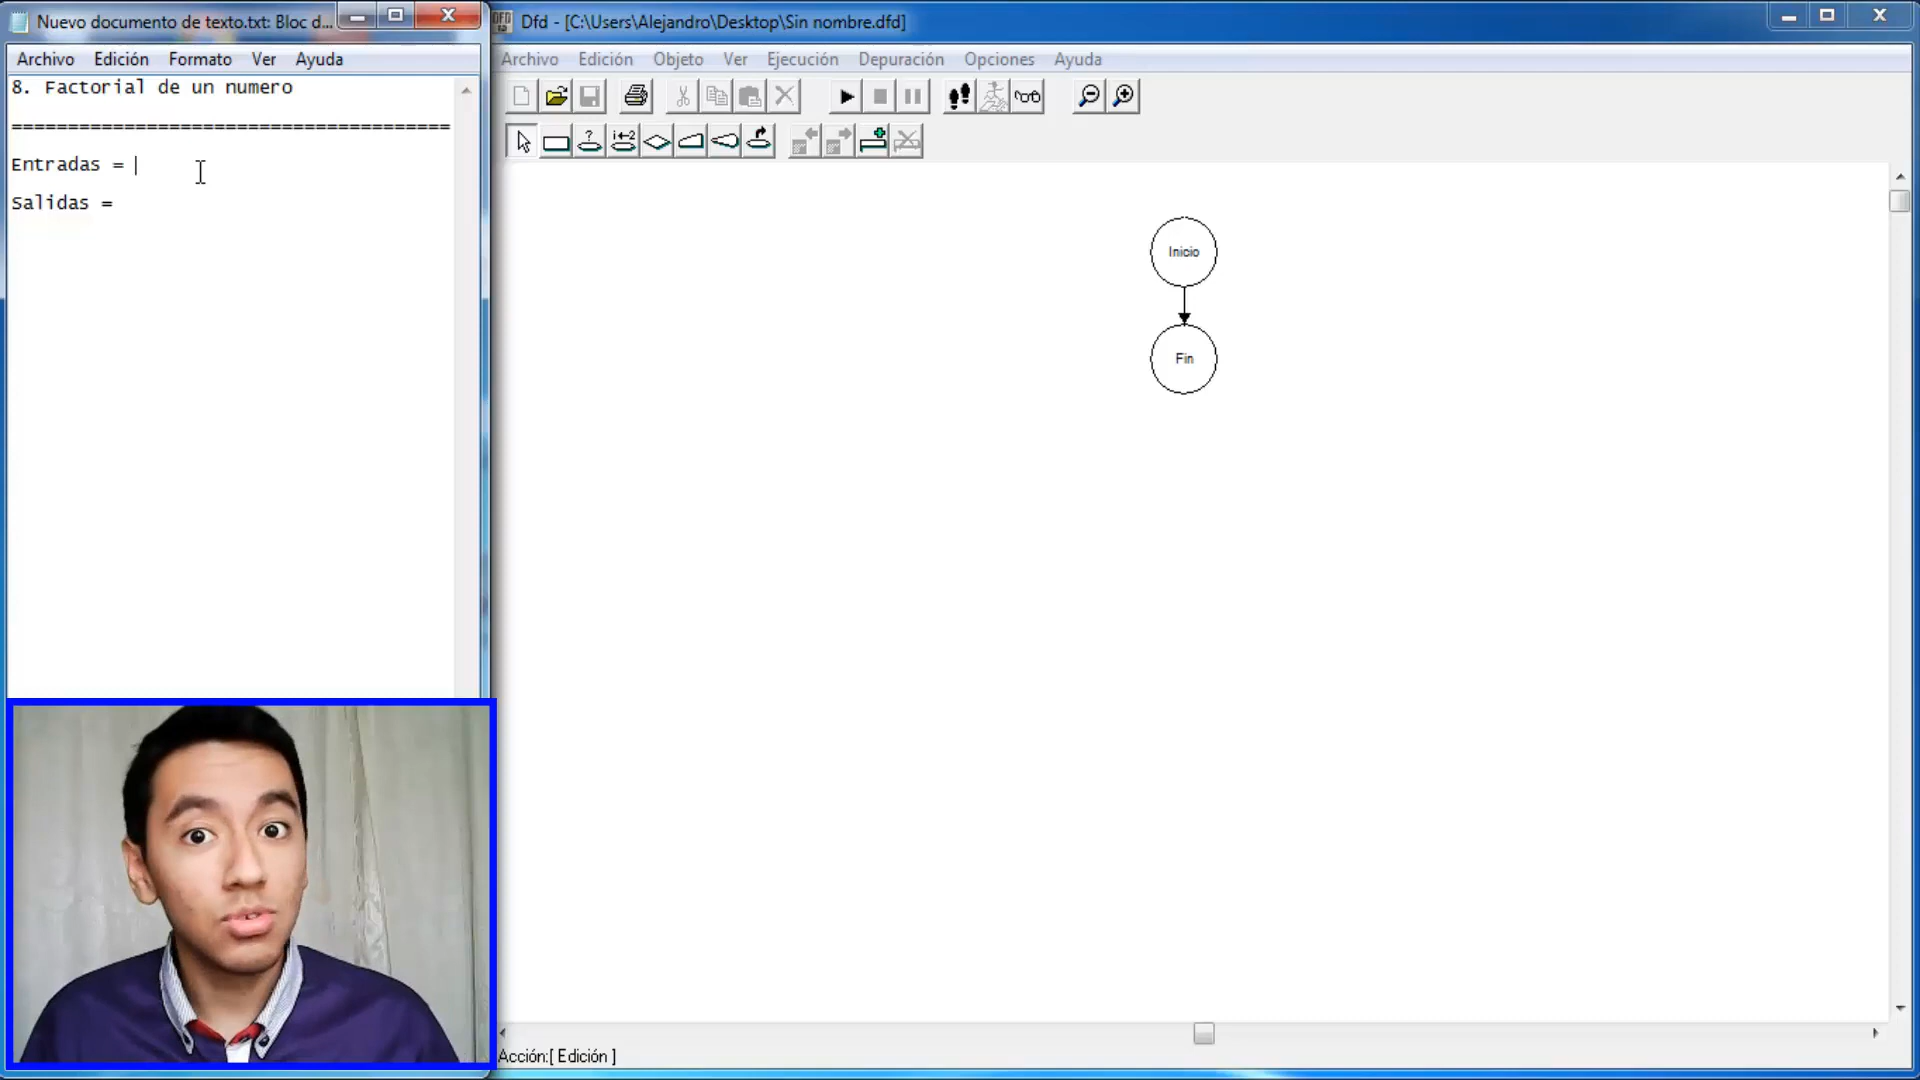 Nuevo documento de texto.txt: Bloc d...
Archivo Edición Formato Ver Ayuda
8. Factorial de un numero
=======================================
Entradas =
Salidas =
Dfd - [C:\Users\Alejandro\Desktop\Sin nombre.dfd]
Archivo Edición Objeto Ver Ejecución Depuración Opciones Ayuda
Inicio
Fin
Acción:[ Edición ]